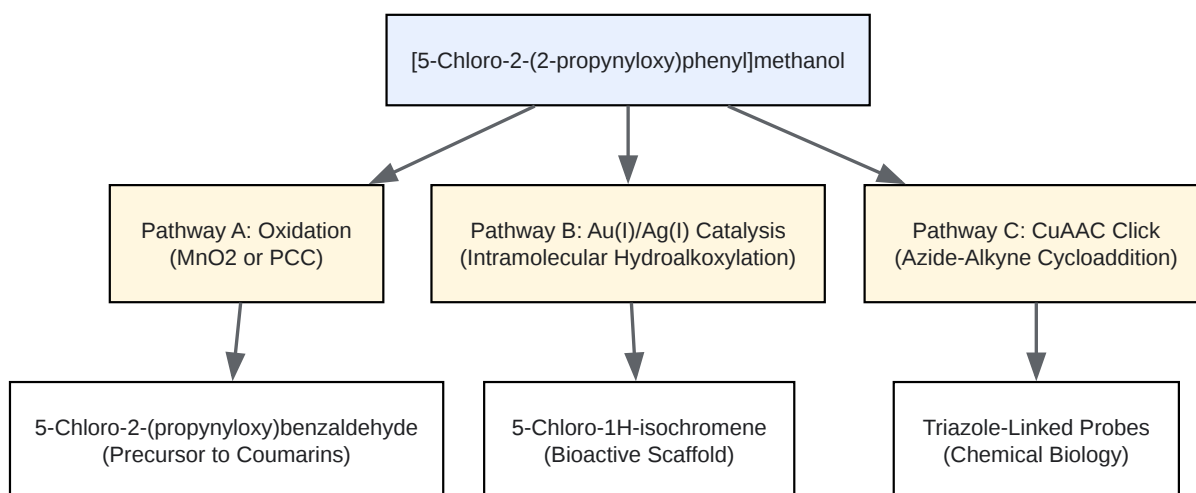 [5-Chloro-2-(2-propynyloxy)phenyl]methanol
Pathway A: Oxidation
(MnO2 or PCC)
Pathway B: Au(I)/Ag(I) Catalysis
(Intramolecular Hydroalkoxylation)
Pathway C: CuAAC Click
(Azide-Alkyne Cycloaddition)
5-Chloro-2-(propynyloxy)benzaldehyde
(Precursor to Coumarins)
5-Chloro-1H-isochromene
(Bioactive Scaffold)
Triazole-Linked Probes
(Chemical Biology)